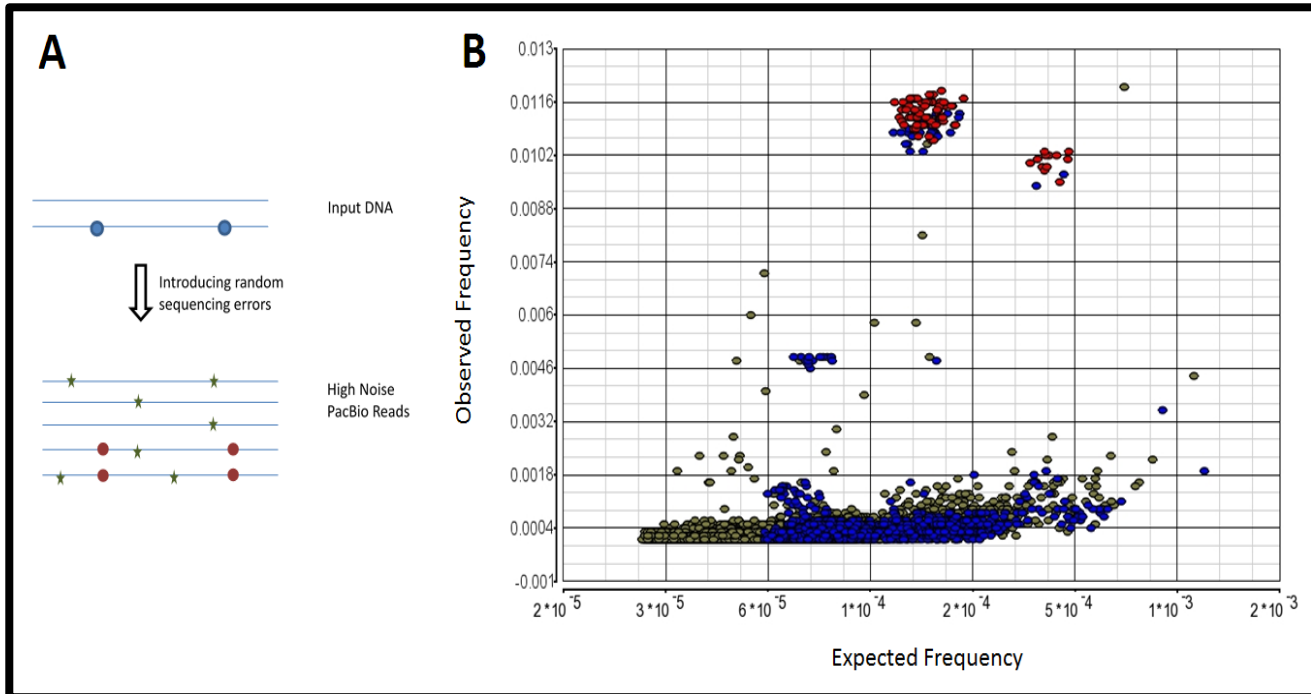 A
Input DNA
Introducing random
sequencing errors
High Noise
PacBio Reads
B
Observed Frequency
0.013
0.0116
0.0102
0.0088
0.0074
0.006
0.0046
0.0032
0.0018
0.0004
-0.001
2*10^-5 3*10^-5 6*10^-5 1*10^-4 2*10^-4 5*10^-4 1*10^-3 2*10^-3
Expected Frequency